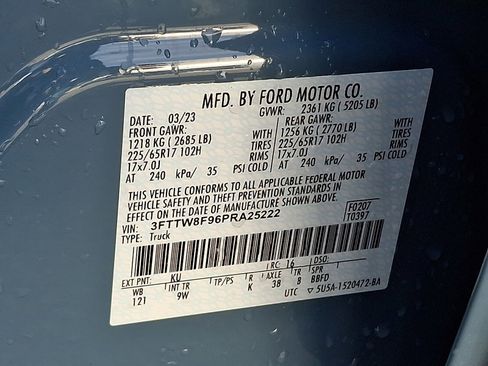 MFD. BY FORD MOTOR CO.
DATE: 03/23 GVWR: 2361 KG ( 5205 LB)
FRONT GAWR: REAR GAWR:
1218 KG ( 2685 LB) WITH 1256 KG ( 2770 LB) WITH
225/65R17 102H TIRES 225/65R17 102H TIRES
17x7.0J RIMS 17x7.0J RIMS
AT 240 kPa/ 35 PSI COLD AT 240 kPa/ 35 PSI COLD
THIS VEHICLE CONFORMS TO ALL APPLICABLE FEDERAL MOTOR
VEHICLE SAFETY AND THEFT PREVENTION STANDARDS IN
EFFECT ON THE DATE OF MANUFACTURE SHOWN ABOVE.
VIN: 3FTTW8F96PRA25222 F0207
TYPE: Truck T0397
EXT PNT: KU RC: 16 DSO:
WB INT TR TP/PS R AXLE TR SPR
121 9W K 38 8 BBFD
UTC 5U5A-1520472-BA